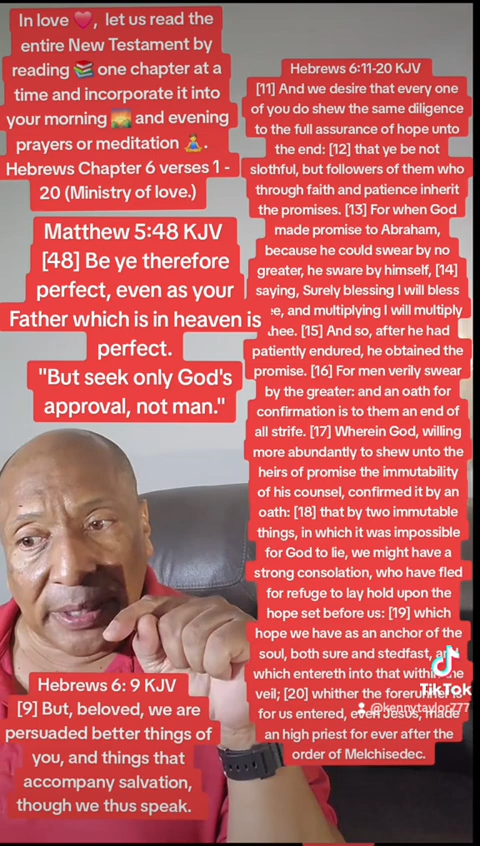 In love 💗, let us read the
entire New Testament by
reading 📚 one chapter at a
time and incorporate it into
your morning 🌅 and evening
prayers or meditation 🧘.
Hebrews Chapter 6 verses 1 -
20 (Ministry of love.)
Matthew 5:48 KJV
[48] Be ye therefore
perfect, even as your
Father which is in heaven is
perfect.
"But seek only God's
approval, not man."
Hebrews 6: 9 KJV
[9] But, beloved, we are
persuaded better things of
you, and things that
accompany salvation,
though we thus speak.
Hebrews 6:11-20 KJV
[11] And we desire that every one
of you do shew the same diligence
to the full assurance of hope unto
the end: [12] that ye be not
slothful, but followers of them who
through faith and patience inherit
the promises. [13] For when God
made promise to Abraham,
because he could swear by no
greater, he sware by himself, [14]
saying, Surely blessing I will bless
and multiplying I will multiply
thee. [15] And so, after he had
patiently endured, he obtained the
promise. [16] For men verily swear
by the greater: and an oath for
confirmation is to them an end of
all strife. [17] Wherein God, willing
more abundantly to shew unto the
heirs of promise the immutability
of his counsel, confirmed it by an
oath: [18] that by two immutable
things, in which it was impossible
for God to lie, we might have a
strong consolation, who have fled
for refuge to lay hold upon the
hope set before us: [19] which
hope we have as an anchor of the
soul, both sure and stedfast, and
which entereth into that within the
veil; [20] whither the forerunner is
for us entered, even Jesus, made
an high priest for ever after the
order of Melchisedec.
TikTok
@kennytaylor777